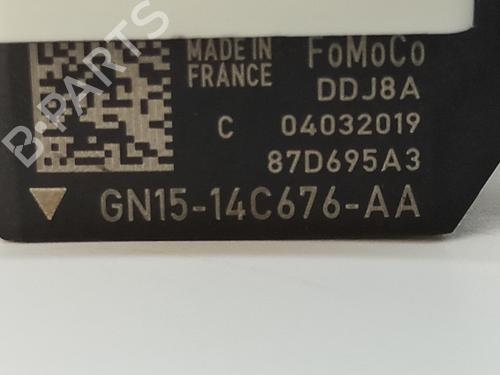 MADE IN FoMoCo
FRANCE DDJ8A
C 04032019
87D695A3
GN15-14C676-AA
B-PARTS